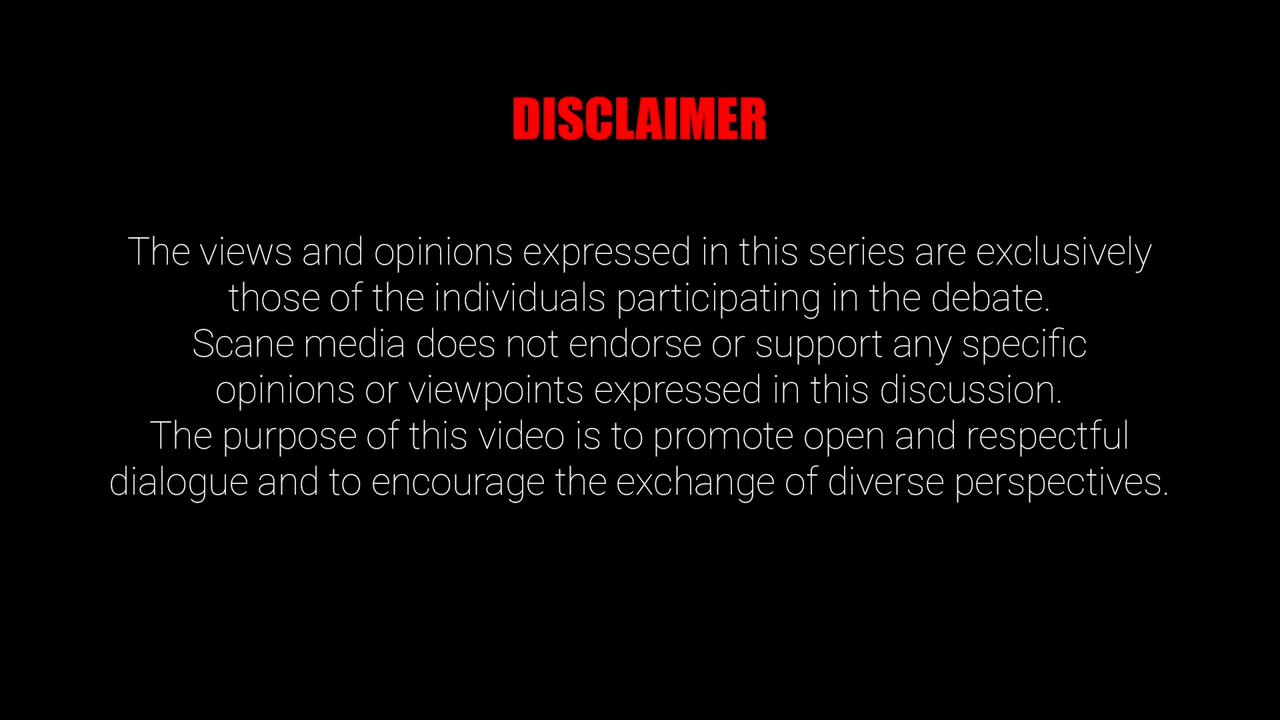 DISCLAIMER
The views and opinions expressed in this series are exclusively
those of the individuals participating in the debate.
Scane media does not endorse or support any specific
opinions or viewpoints expressed in this discussion.
The purpose of this video is to promote open and respectful
dialogue and to encourage the exchange of diverse perspectives.